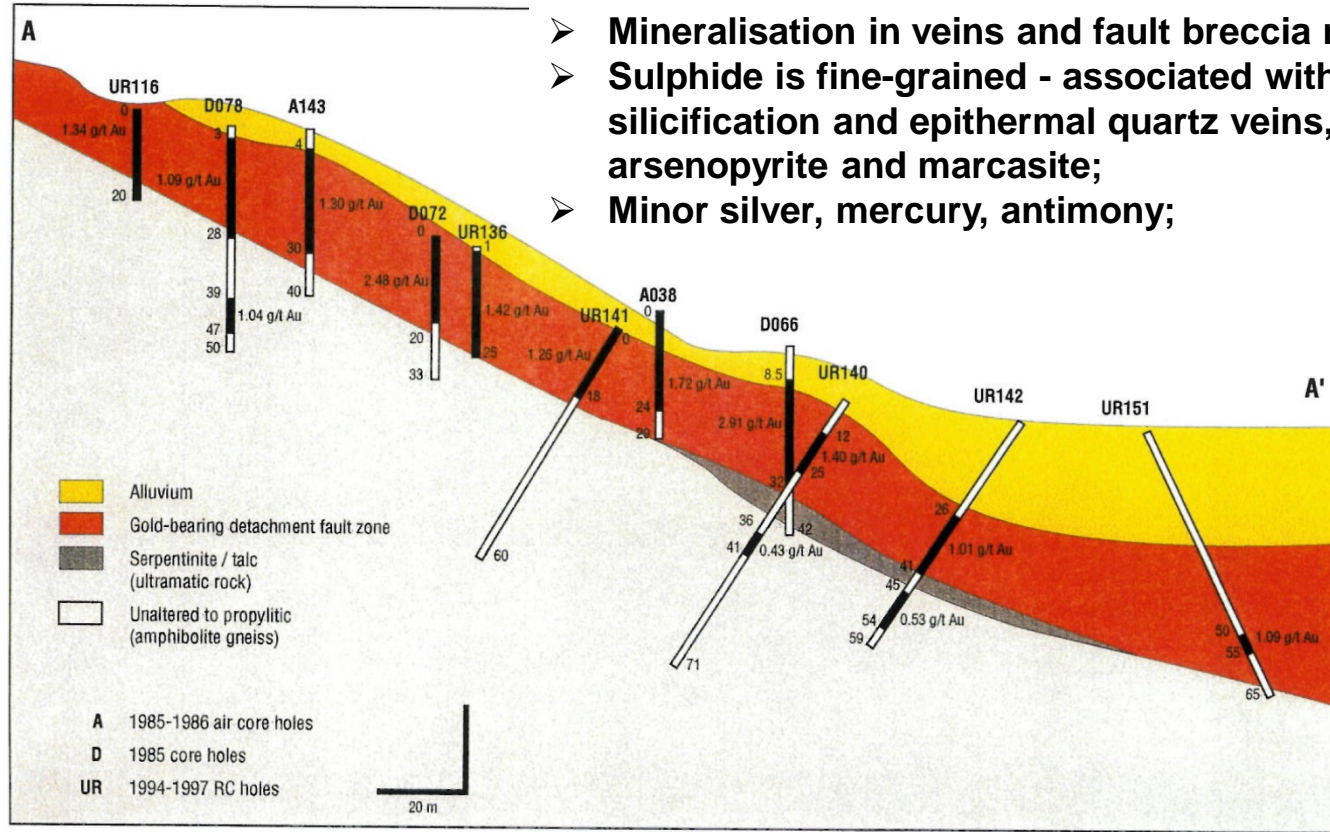 A
➢ Mineralisation in veins and fault breccia
➢ Sulphide is fine-grained - associated with
silicification and epithermal quartz veins,
arsenopyrite and marcasite;
➢ Minor silver, mercury, antimony;
UR116
0
1.34 g/t Au
20
D078
3
1.09 g/t Au
28
39
1.04 g/t Au
47
50
A143
4
1.30 g/t Au
30
40
D072
0
2.48 g/t Au
20
33
UR136
1
1.42 g/t Au
25
UR141
0
1.26 g/t Au
18
60
A038
0
1.72 g/t Au
24
29
D066
8.5
2.91 g/t Au
32
42
UR140
12
1.40 g/t Au
25
36
41
0.43 g/t Au
71
UR142
26
1.01 g/t Au
41
45
54
0.53 g/t Au
59
UR151
50
1.09 g/t Au
55
65
A'
Alluvium
Gold-bearing detachment fault zone
Serpentinite / talc
(ultramatic rock)
Unaltered to propylitic
(amphibolite gneiss)
A 1985-1986 air core holes
D 1985 core holes
UR 1994-1997 RC holes
20 m